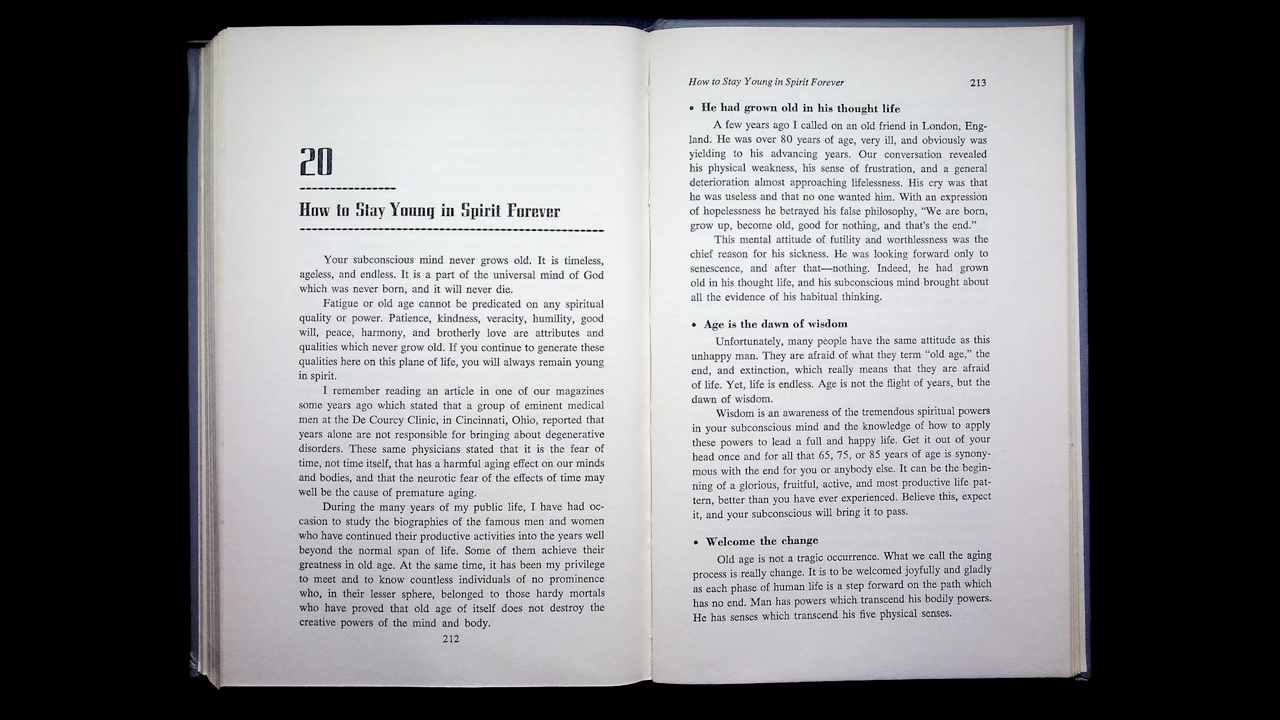 20
How to Stay Young in Spirit Forever
Your subconscious mind never grows old. It is timeless,
ageless, and endless. It is a part of the universal mind of God
which was never born, and it will never die.
Fatigue or old age cannot be predicated on any spiritual
quality or power. Patience, kindness, veracity, humility, good
will, peace, harmony, and brotherly love are attributes and
qualities which never grow old. If you continue to generate these
qualities here on this plane of life, you will always remain young
in spirit.
I remember reading an article in one of our magazines
some years ago which stated that a group of eminent medical
men at the De Courcy Clinic, in Cincinnati, Ohio, reported that
years alone are not responsible for bringing about degenerative
disorders. These same physicians stated that it is the fear of
time, not time itself, that has a harmful aging effect on our minds
and bodies, and that the neurotic fear of the effects of time may
well be the cause of premature aging.
During the many years of my public life, I have had oc-
casion to study the biographies of the famous men and women
who have continued their productive activities into the years well
beyond the normal span of life. Some of them achieve their
greatness in old age. At the same time, it has been my privilege
to meet and to know countless individuals of no prominence
who, in their lesser sphere, belonged to those hardy mortals
who have proved that old age of itself does not destroy the
creative powers of the mind and body.
212
How to Stay Young in Spirit Forever 213
• He had grown old in his thought life
A few years ago I called on an old friend in London, Eng-
land. He was over 80 years of age, very ill, and obviously was
yielding to his advancing years. Our conversation revealed
his physical weakness, his sense of frustration, and a general
deterioration almost approaching lifelessness. His cry was that
he was useless and that no one wanted him. With an expression
of hopelessness he betrayed his false philosophy, “We are born,
grow up, become old, good for nothing, and that's the end.”
This mental attitude of futility and worthlessness was the
chief reason for his sickness. He was looking forward only to
senescence, and after that—nothing. Indeed, he had grown
old in his thought life, and his subconscious mind brought about
all the evidence of his habitual thinking.
• Age is the dawn of wisdom
Unfortunately, many people have the same attitude as this
unhappy man. They are afraid of what they term “old age,” the
end, and extinction, which really means that they are afraid
of life. Yet, life is endless. Age is not the flight of years, but the
dawn of wisdom.
Wisdom is an awareness of the tremendous spiritual powers
in your subconscious mind and the knowledge of how to apply
these powers to lead a full and happy life. Get it out of your
head once and for all that 65, 75, or 85 years of age is synony-
mous with the end for you or anybody else. It can be the begin-
ning of a glorious, fruitful, active, and most productive life pat-
tern, better than you have ever experienced. Believe this, expect
it, and your subconscious will bring it to pass.
• Welcome the change
Old age is not a tragic occurrence. What we call the aging
process is really change. It is to be welcomed joyfully and gladly
as each phase of human life is a step forward on the path which
has no end. Man has powers which transcend his bodily powers.
He has senses which transcend his five physical senses.